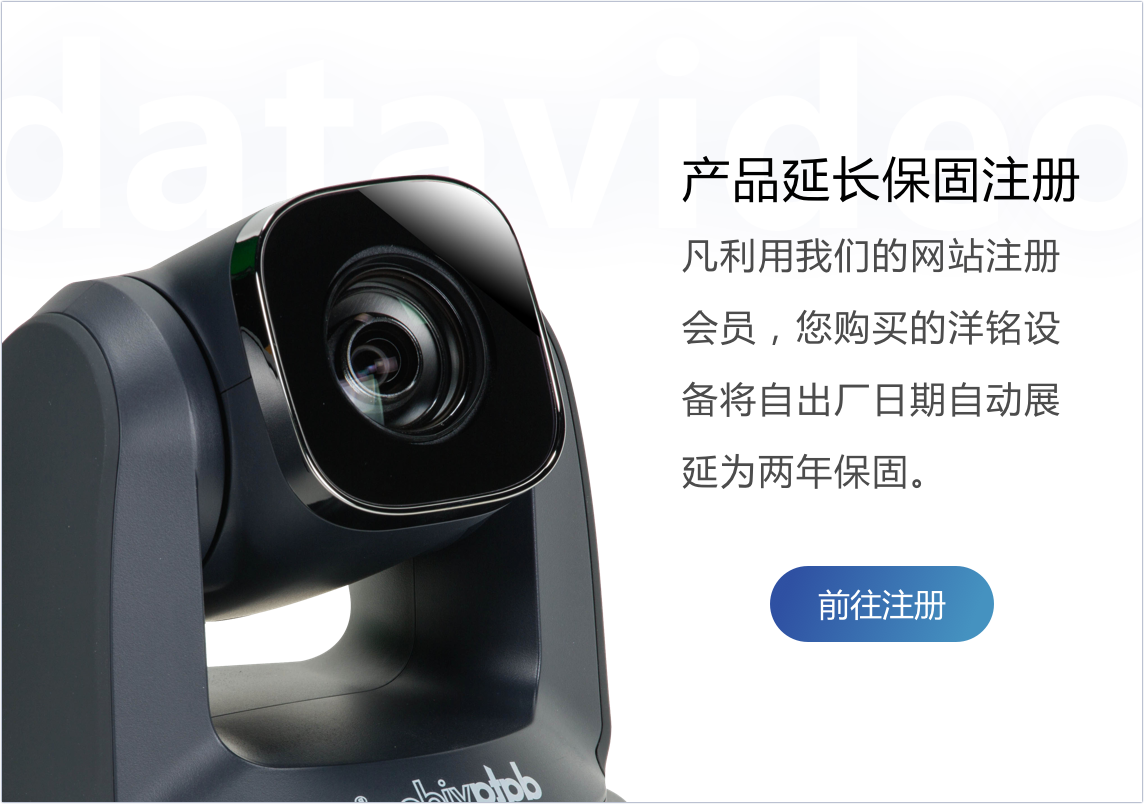 datavideo
产品延长保固注册
凡利用我们的网站注册
会员，您购买的洋铭设
备将自出厂日期自动展
延为两年保固。
前往注册